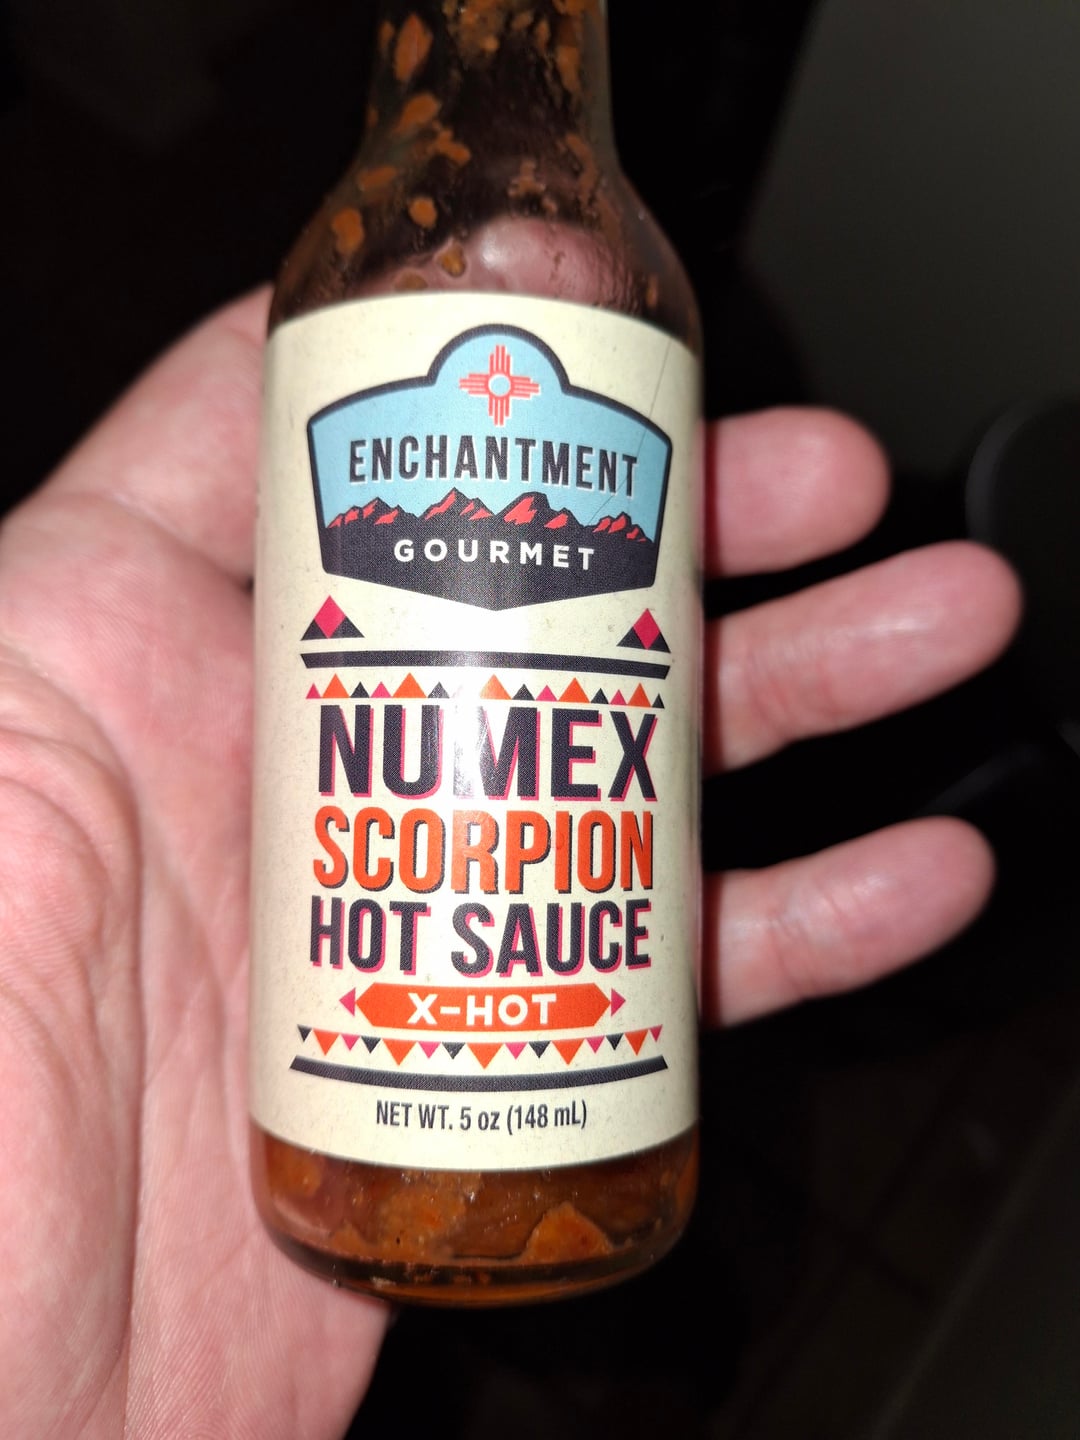 ENCHANTMENT
GOURMET
NUMEX
SCORPION
HOT SAUCE
X-HOT
NET WT. 5 oz (148 mL)